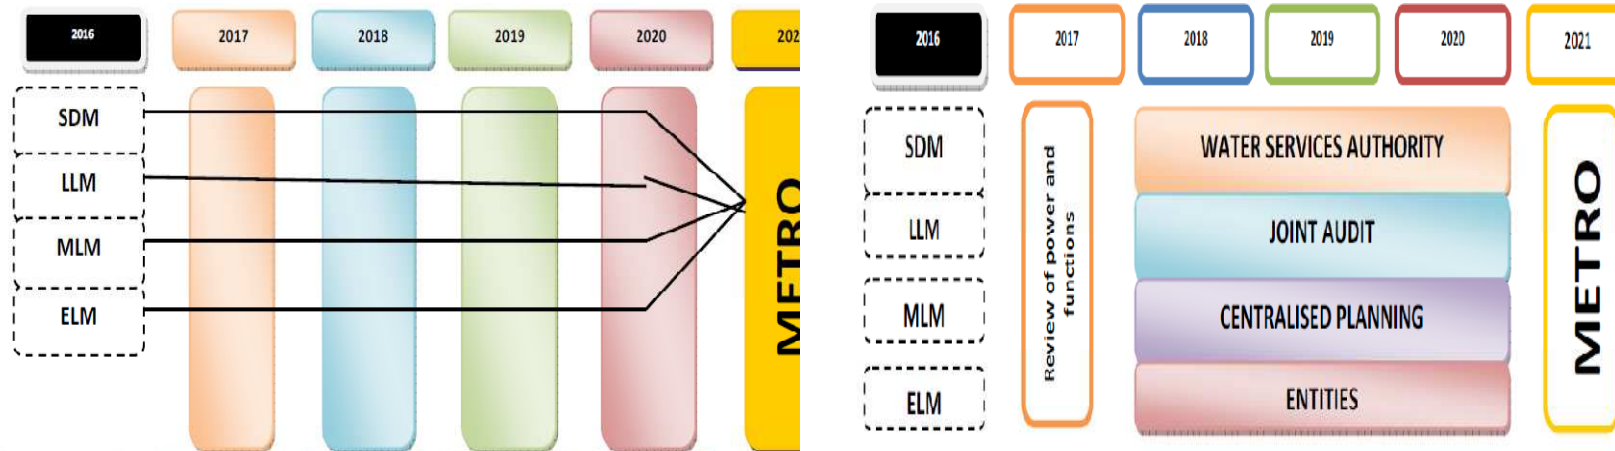 2016
2017
2018
2019
2020
202
SDM
LLM
MLM
ELM
METRO
2016
2017
2018
2019
2020
2021
SDM
LLM
MLM
ELM
Review of power and
functions
WATER SERVICES AUTHORITY
JOINT AUDIT
CENTRALISED PLANNING
ENTITIES
METRO